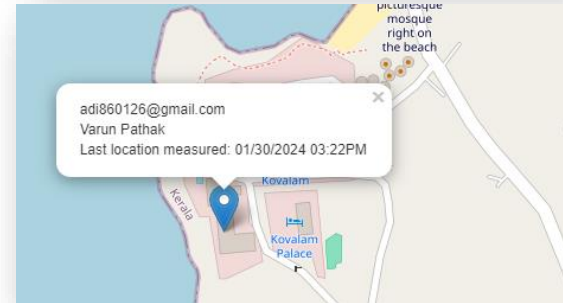 picturesque
mosque
right on
the beach
adi860126@gmail.com
Varun Pathak
Last location measured: 01/30/2024 03:22PM
Kovalam
Kerala
Kovalam
Palace